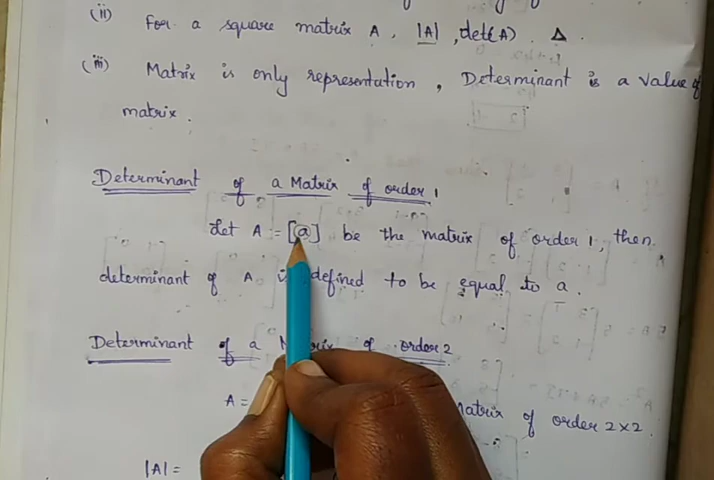 (ii) For a square matrix A, |A|, det(A). Δ.
(iii) Matrix is only representation, Determinant is a value of
matrix.
Determinant of a Matrix of order 1
Let A = [a] be the matrix of order 1, then
determinant of A is defined to be equal to a.
Determinant of a Matrix of order 2
A = Matrix of order 2×2.
|A| =